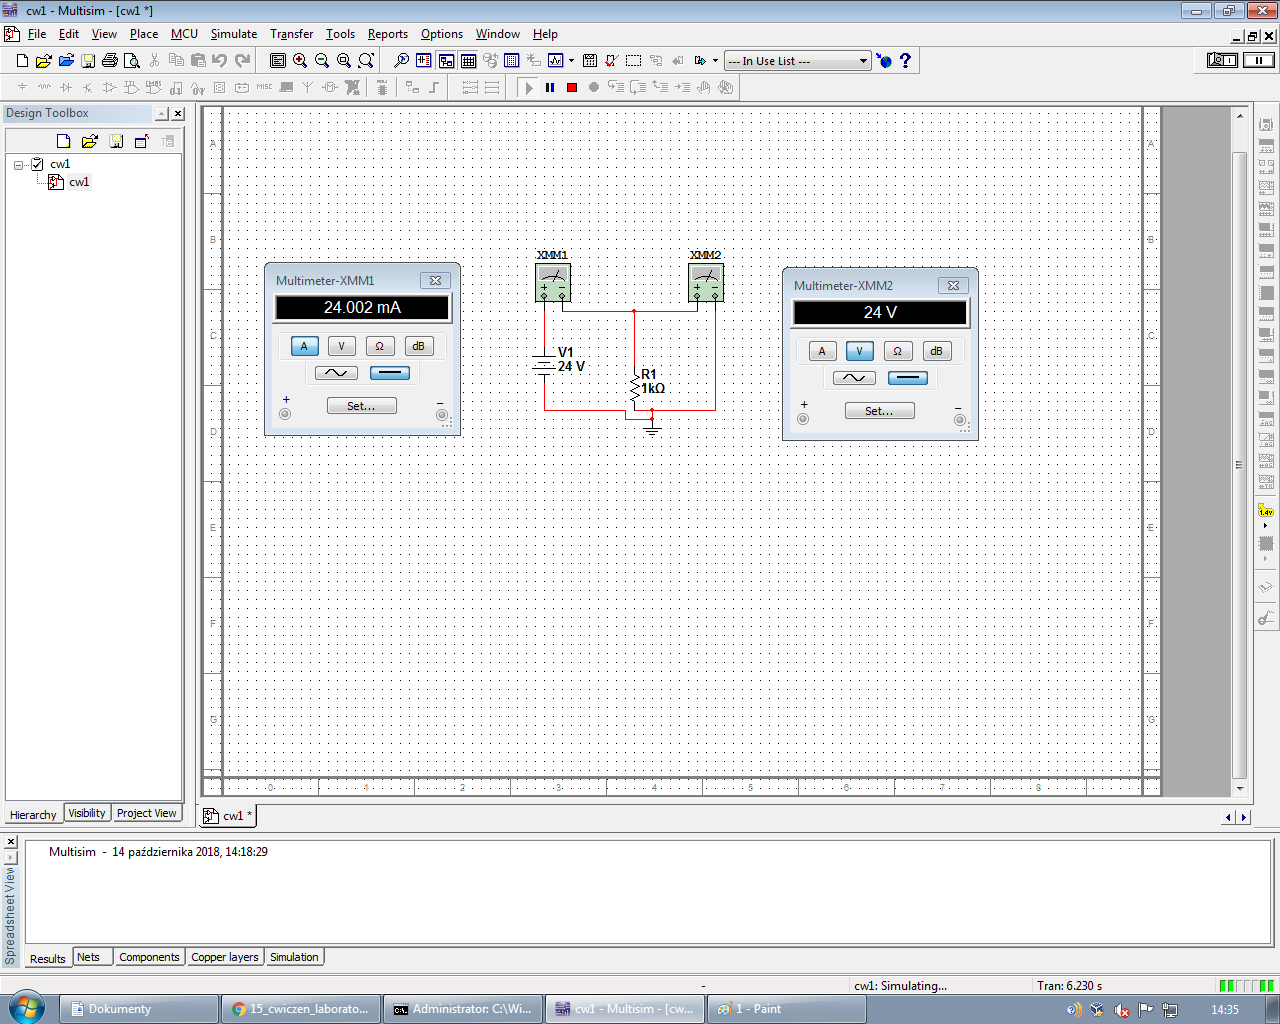 cw1 - Multisim - [cw1 *]
File Edit View Place MCU Simulate Transfer Tools Reports Options Window Help
--- In Use List ---
MISC
Design Toolbox
cw1
cw1
Hierarchy Visibility Project View
A
B
C
D
E
F
G
A
B
C
D
E
F
G
0 1 2 3 4 5 6 7 8
Multimeter-XMM1
24.002 mA
A V Ω dB
Set...
+ −
XMM1
XMM2
V1
24 V
R1
1kΩ
Multimeter-XMM2
24 V
A V Ω dB
Set...
+ −
1.4v
cw1 *
Spreadsheet View
Multisim - 14 października 2018, 14:18:29
Results Nets Components Copper layers Simulation
- cw1: Simulating... Tran: 6.230 s
Dokumenty 15_cwiczen_laborato... Administrator: C:\Wi... cw1 - Multisim - [cw... 1 - Paint 14:35